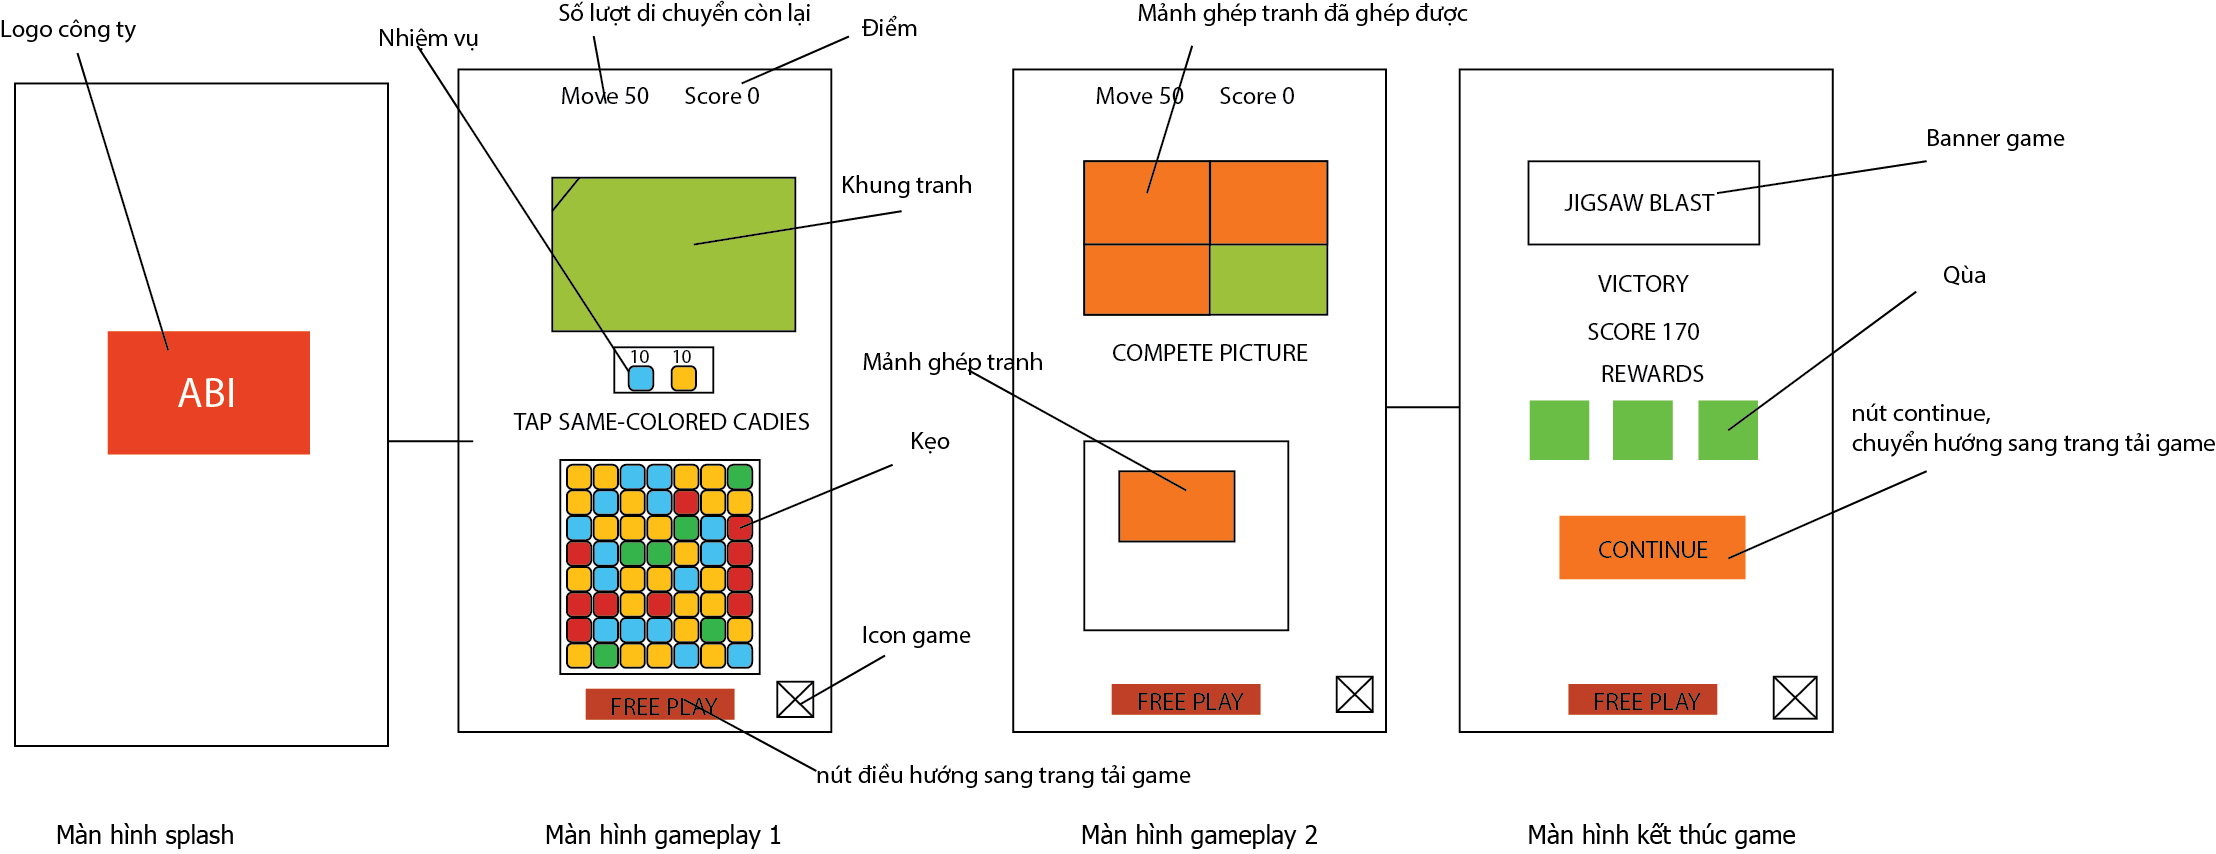 Logo công ty
ABI
Màn hình splash
Nhiệm vụ
Số lượt di chuyển còn lại
Điểm
Move 50
Score 0
Khung tranh
10
10
TAP SAME-COLORED CADIES
Kẹo
Icon game
FREE PLAY
nút điều hướng sang trang tải game
Màn hình gameplay 1
Mảnh ghép tranh đã ghép được
Move 50
Score 0
COMPETE PICTURE
Mảnh ghép tranh
FREE PLAY
Màn hình gameplay 2
Banner game
JIGSAW BLAST
VICTORY
Qùa
SCORE 170
REWARDS
nút continue,
chuyển hướng sang trang tải game
CONTINUE
FREE PLAY
Màn hình kết thúc game